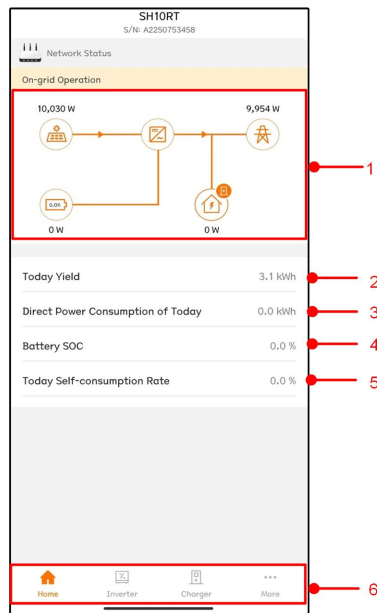 SH10RT
S/N: A2250753458
Network Status
On-grid Operation
10,030 W
9,954 W
1
0.0%
0 W
0 W
Today Yield 3.1 kWh 2
Direct Power Consumption of Today 0.0 kWh 3
Battery SOC 0.0 % 4
Today Self-consumption Rate 0.0 % 5
Home Inverter Charger More 6